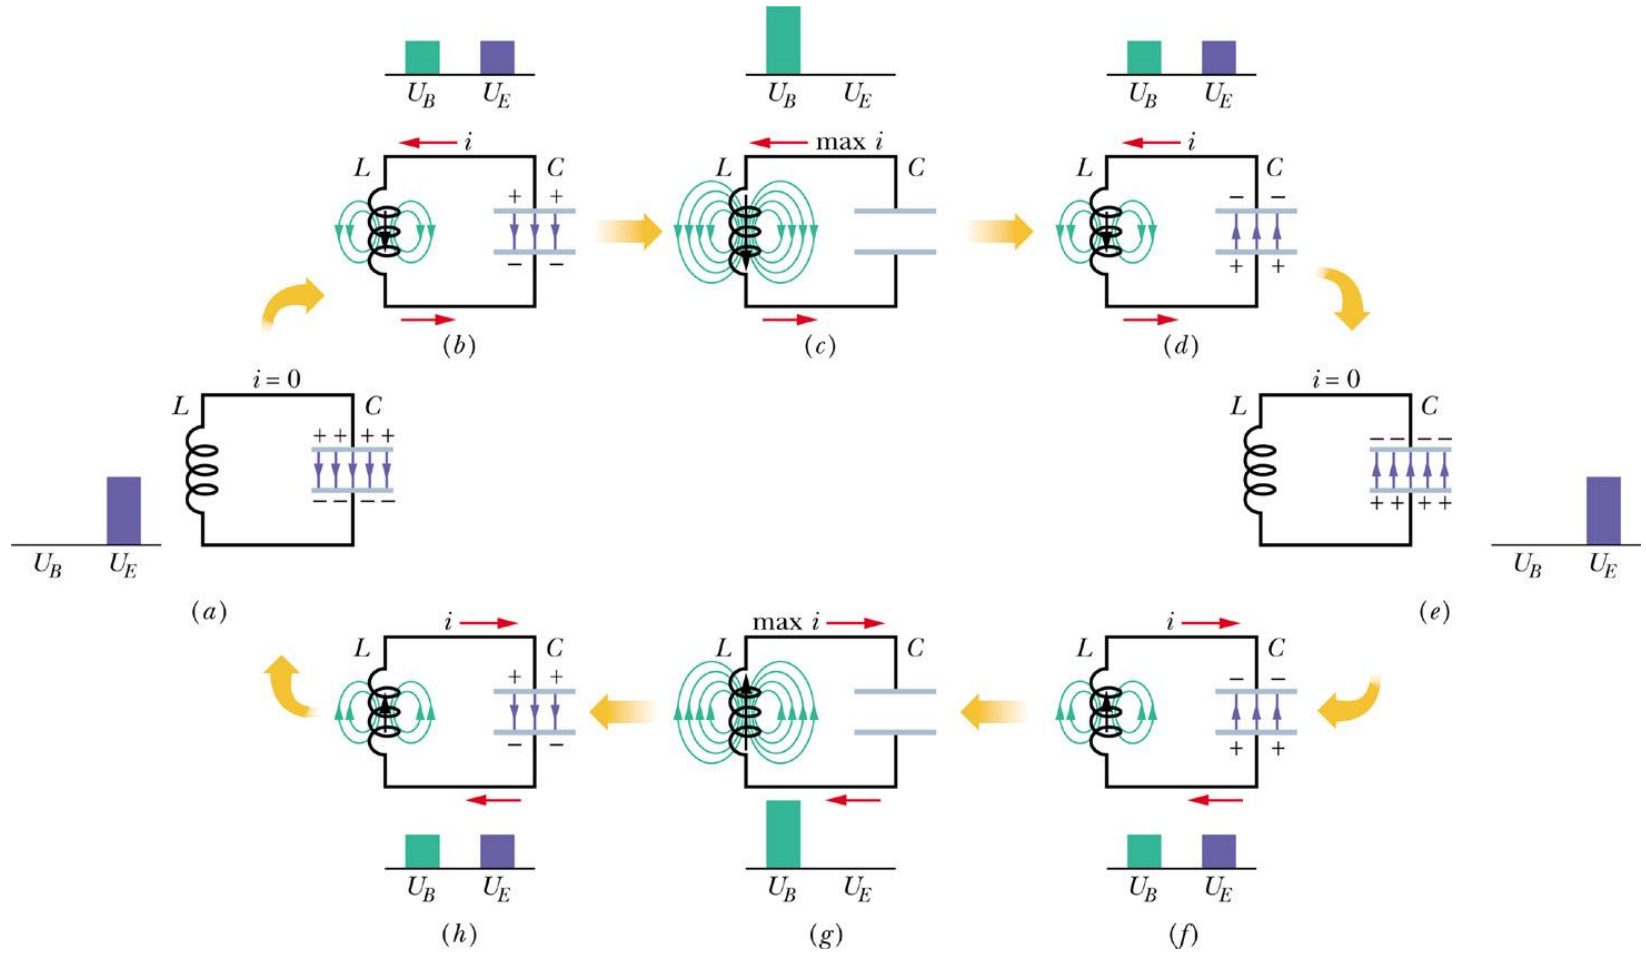 U_B U_E
U_B U_E
U_B U_E
i
max i
i
L C
L C
L C
+ +
− −
− −
+ +
(b)
(c)
(d)
i = 0
L C
+ + + +
− − − −
U_B U_E
(a)
i = 0
L C
− − − −
+ + + +
U_B U_E
(e)
i
max i
i
L C
L C
L C
+ +
− −
− −
+ +
U_B U_E
U_B U_E
U_B U_E
(h)
(g)
(f)